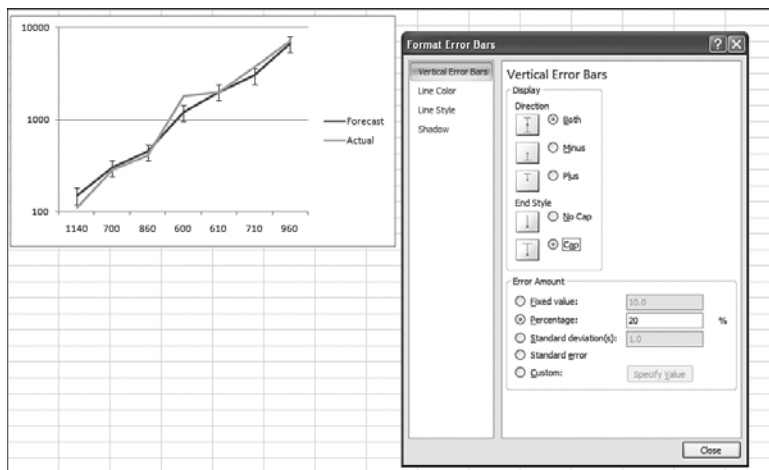 10000
1000
100
1140 700 860 600 610 710 960
Forecast
Actual
Format Error Bars
Vertical Error Bars
Line Color
Line Style
Shadow
Vertical Error Bars
Display
Direction
Both
Minus
Plus
End Style
No Cap
Cap
Error Amount
Fixed value: 10.0
Percentage: 20 %
Standard deviation(s): 1.0
Standard error
Custom: Specify Value
Close